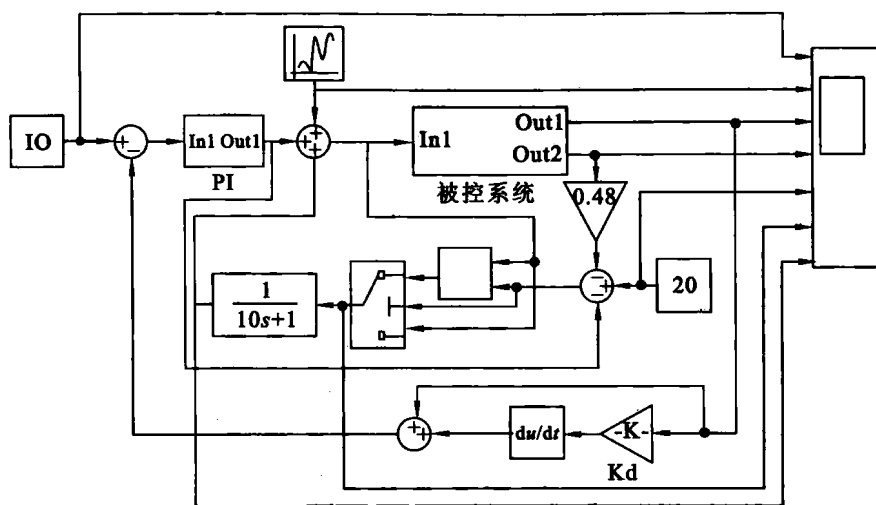 IO
In1 Out1
PI
In1
Out1
Out2
被控系统
0.48
20
1
10s+1
du/dt
-K-
Kd